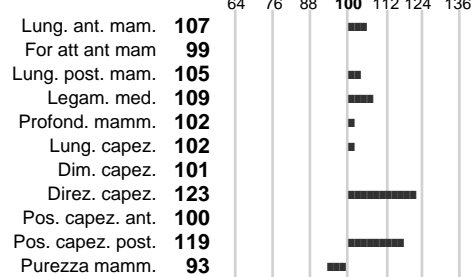 64 76 88 100 112 124 136
Lung. ant. mam. 107
For att ant mam 99
Lung. post. mam. 105
Legam. med. 109
Profond. mamm. 102
Lung. capez. 102
Dim. capez. 101
Direz. capez. 123
Pos. capez. ant. 100
Pos. capez. post. 119
Purezza mamm. 93